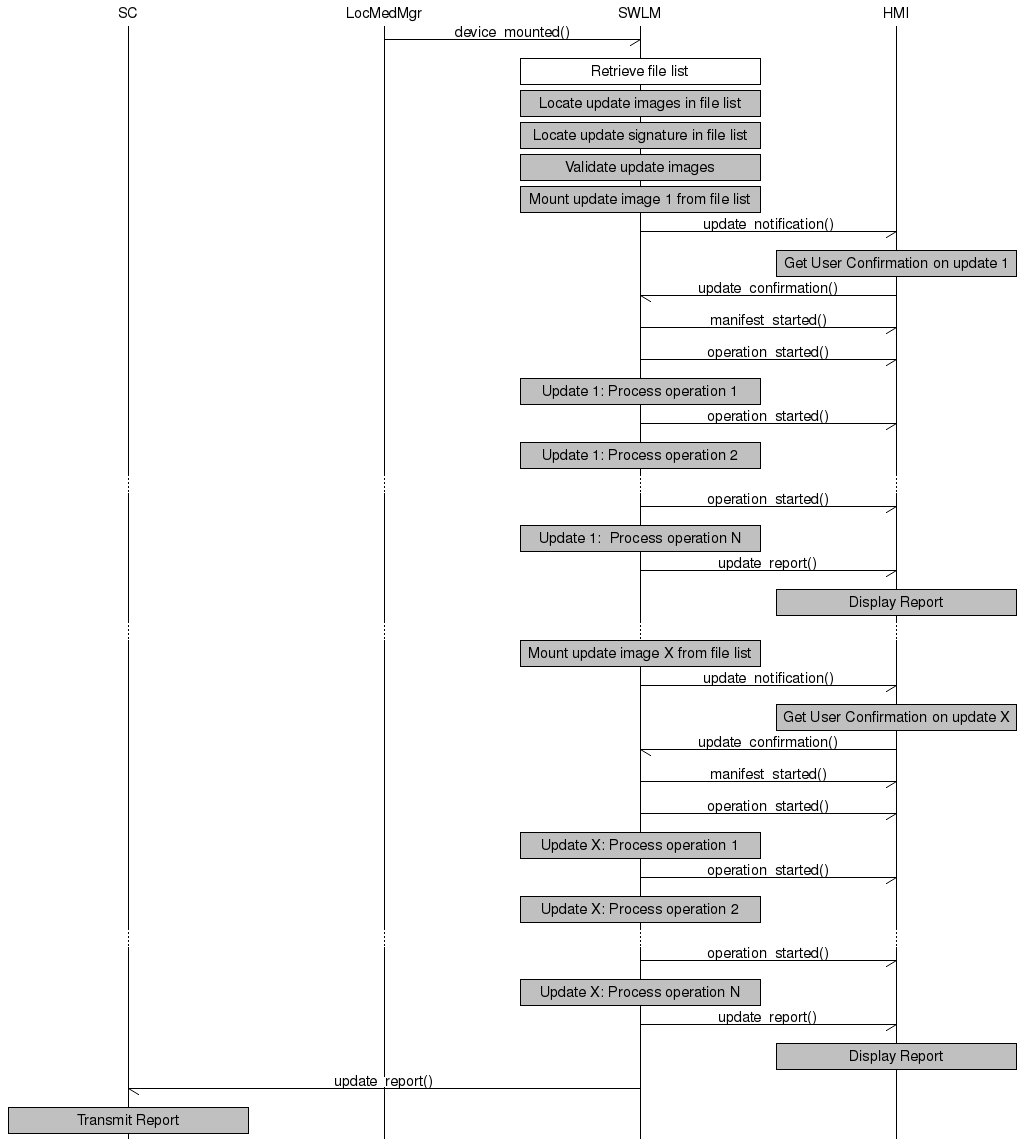 SC LocMedMgr SWLM HMI
device_mounted()
Retrieve file list
Locate update images in file list
Locate update signature in file list
Validate update images
Mount update image 1 from file list
update_notification()
Get User Confirmation on update 1
update_confirmation()
manifest_started()
operation_started()
Update 1: Process operation 1
operation_started()
Update 1: Process operation 2
operation_started()
Update 1:  Process operation N
update_report()
Display Report
Mount update image X from file list
update_notification()
Get User Confirmation on update X
update_confirmation()
manifest_started()
operation_started()
Update X: Process operation 1
operation_started()
Update X: Process operation 2
operation_started()
Update X: Process operation N
update_report()
Display Report
update_report()
Transmit Report